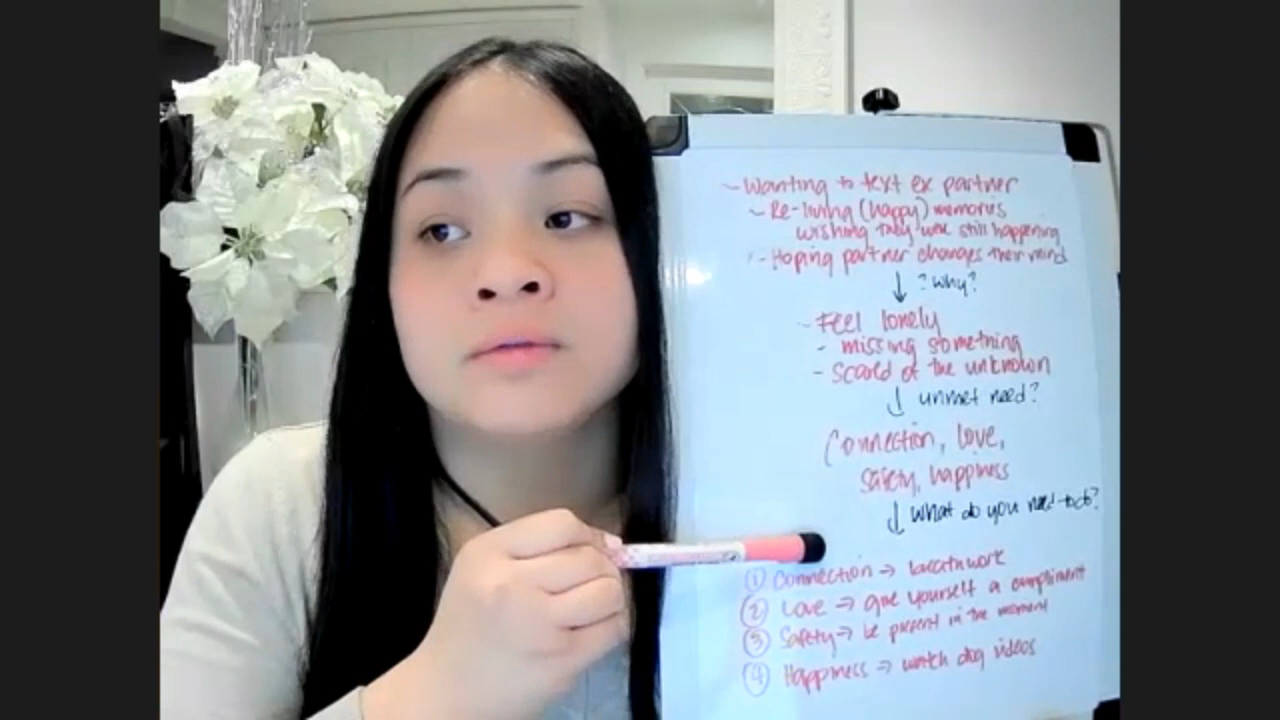 - Wanting to text ex partner
- Re-living (happy) memories
wishing they were still happening
- Hoping partner changes their mind
↓ ? why?
- Feel lonely
- missing something
- scared of the unknown
↓ unmet need?
Connection, love,
safety, happiness
↓ what do you need to do?
① Connection → breathwork
② Love → give yourself a compliment
③ Safety → be present in the moment
④ Happiness → watch dog videos